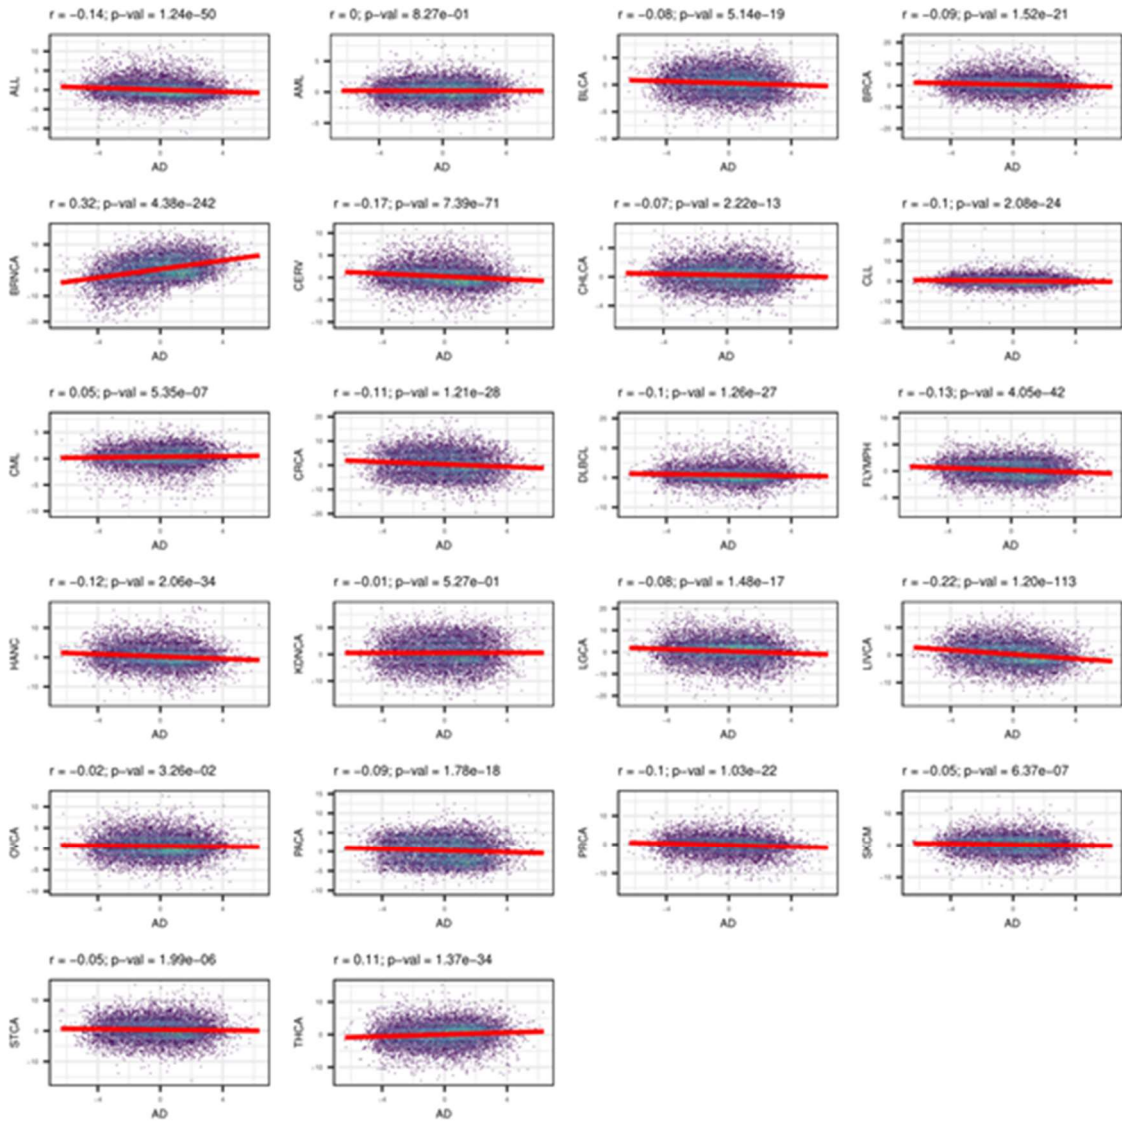 r = −0.14; p−val = 1.24e−50
ALL
AD
r = 0; p−val = 8.27e−01
AML
AD
r = −0.08; p−val = 5.14e−19
BLCA
AD
r = −0.09; p−val = 1.52e−21
BRCA
AD
r = 0.32; p−val = 4.38e−242
BRNCA
AD
r = −0.17; p−val = 7.39e−71
CERV
AD
r = −0.07; p−val = 2.22e−13
CHLCA
AD
r = −0.1; p−val = 2.08e−24
CLL
AD
r = 0.05; p−val = 5.35e−07
CML
AD
r = −0.11; p−val = 1.21e−28
CRCA
AD
r = −0.1; p−val = 1.26e−27
DLBCL
AD
r = −0.13; p−val = 4.05e−42
FLYMPH
AD
r = −0.12; p−val = 2.06e−34
HANC
AD
r = −0.01; p−val = 5.27e−01
KDNCA
AD
r = −0.08; p−val = 1.48e−17
LGCA
AD
r = −0.22; p−val = 1.20e−113
LIVCA
AD
r = −0.02; p−val = 3.26e−02
OVCA
AD
r = −0.09; p−val = 1.78e−18
PACA
AD
r = −0.1; p−val = 1.03e−22
PRCA
AD
r = −0.05; p−val = 6.37e−07
SKCM
AD
r = −0.05; p−val = 1.99e−06
STCA
AD
r = 0.11; p−val = 1.37e−34
THCA
AD